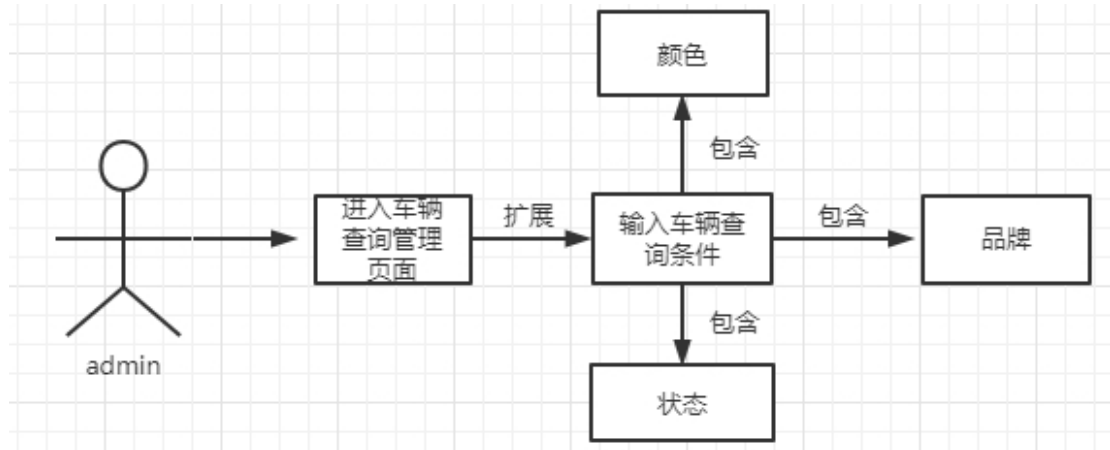 颜色
包含
进入车辆
查询管理
页面
扩展
输入车辆查
询条件
包含
品牌
包含
状态
admin